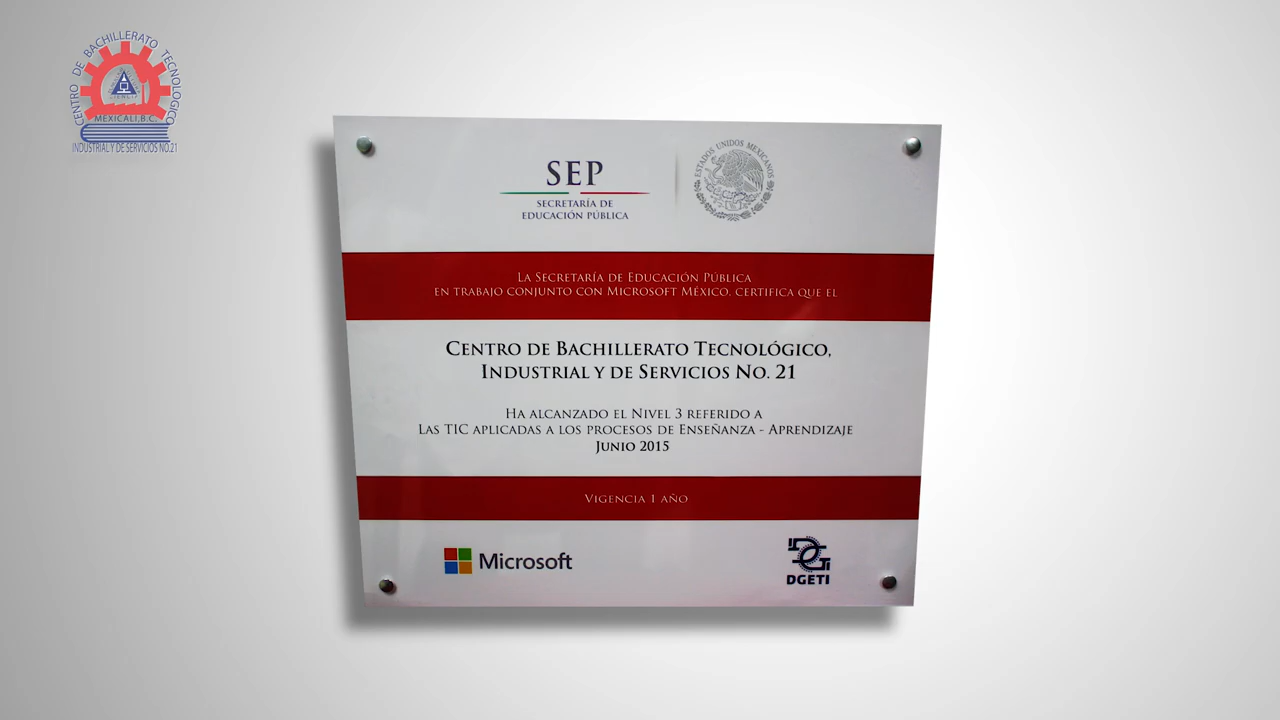 CENTRO DE BACHILLERATO TECNOLÓGICO
CIENCIA
MEXICALI, B.C.
INDUSTRIAL Y DE SERVICIOS NO.21
SEP
SECRETARÍA DE
EDUCACIÓN PÚBLICA
ESTADOS UNIDOS MEXICANOS
LA SECRETARÍA DE EDUCACIÓN PÚBLICA
EN TRABAJO CONJUNTO CON MICROSOFT MÉXICO, CERTIFICA QUE EL
CENTRO DE BACHILLERATO TECNOLÓGICO,
INDUSTRIAL Y DE SERVICIOS NO. 21
HA ALCANZADO EL NIVEL 3 REFERIDO A
LAS TIC APLICADAS A LOS PROCESOS DE ENSEÑANZA - APRENDIZAJE
JUNIO 2015
VIGENCIA 1 AÑO
Microsoft
DGETI